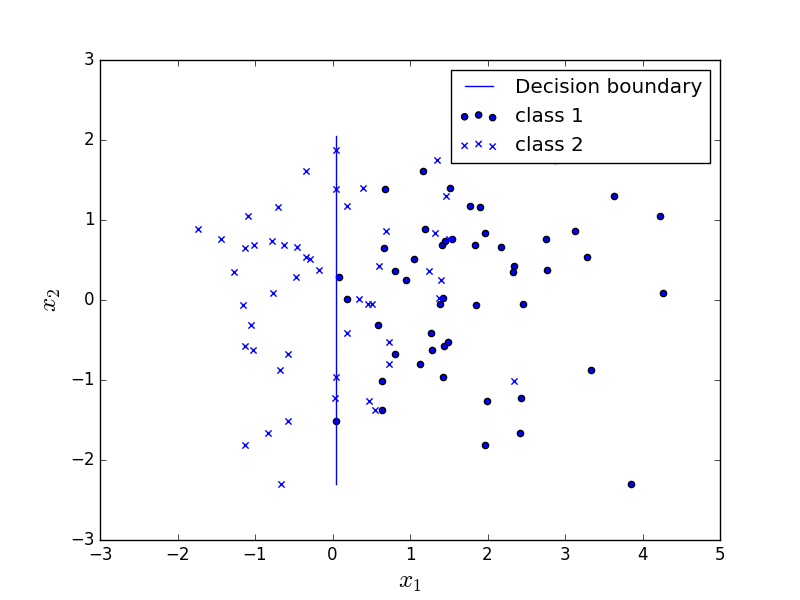 3
2
1
0
−1
−2
−3
x₂
Decision boundary
class 1
class 2
−3 −2 −1 0 1 2 3 4 5
x₁